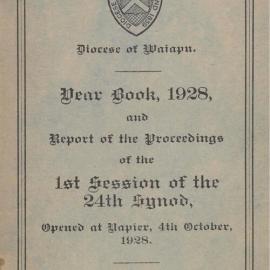 Diocese of Waiapu.
Year Book, 1928,
and
Report of the Proceedings
of the
1st Session of the
24th Synod,
Opened at Napier, 4th October,
1928.